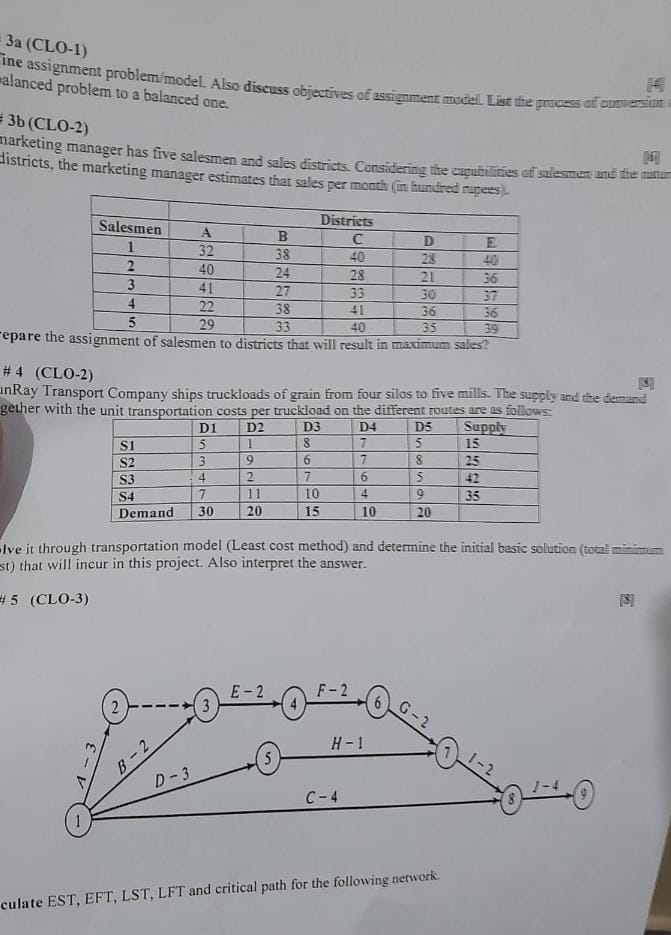 3a (CLO-1)
ine assignment problem/model. Also discuss objectives of assignment model. List the process of conversion
alanced problem to a balanced one.
[4]
# 3b (CLO-2)
[6]
narketing manager has five salesmen and sales districts. Considering the capabilities of salesmen and the natur
districts, the marketing manager estimates that sales per month (in hundred rupees).
Districts
Salesmen A B C D E
1 32 38 40 28 40
2 40 24 28 21 36
3 41 27 33 30 37
4 22 38 41 36 36
5 29 33 40 35 39
repare the assignment of salesmen to districts that will result in maximum sales?
# 4 (CLO-2)
[8]
unRay Transport Company ships truckloads of grain from four silos to five mills. The supply and the demand
gether with the unit transportation costs per truckload on the different routes are as follows:
D1 D2 D3 D4 D5 Supply
S1 5 1 8 7 5 15
S2 3 9 6 7 8 25
S3 4 2 7 6 5 42
S4 7 11 10 4 9 35
Demand 30 20 15 10 20
olve it through transportation model (Least cost method) and determine the initial basic solution (total minimum
st) that will incur in this project. Also interpret the answer.
# 5 (CLO-3)
[8]
E – 2
F – 2
2
3
4
6
G – 2
A – 3
B – 2
H – 1
5
7
I – 2
D – 3
C – 4
J – 4
8
9
1
culate EST, EFT, LST, LFT and critical path for the following network.